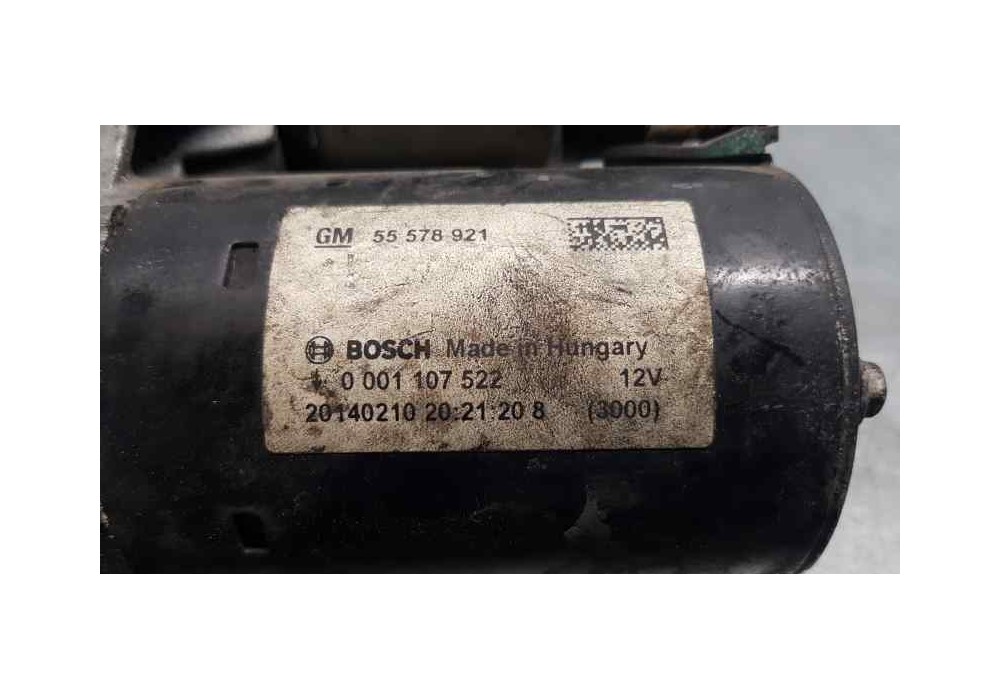 GM 55 578 921
BOSCH Made in Hungary
0 001 107 522 12V
20140210 20:21:20 8 (3000)